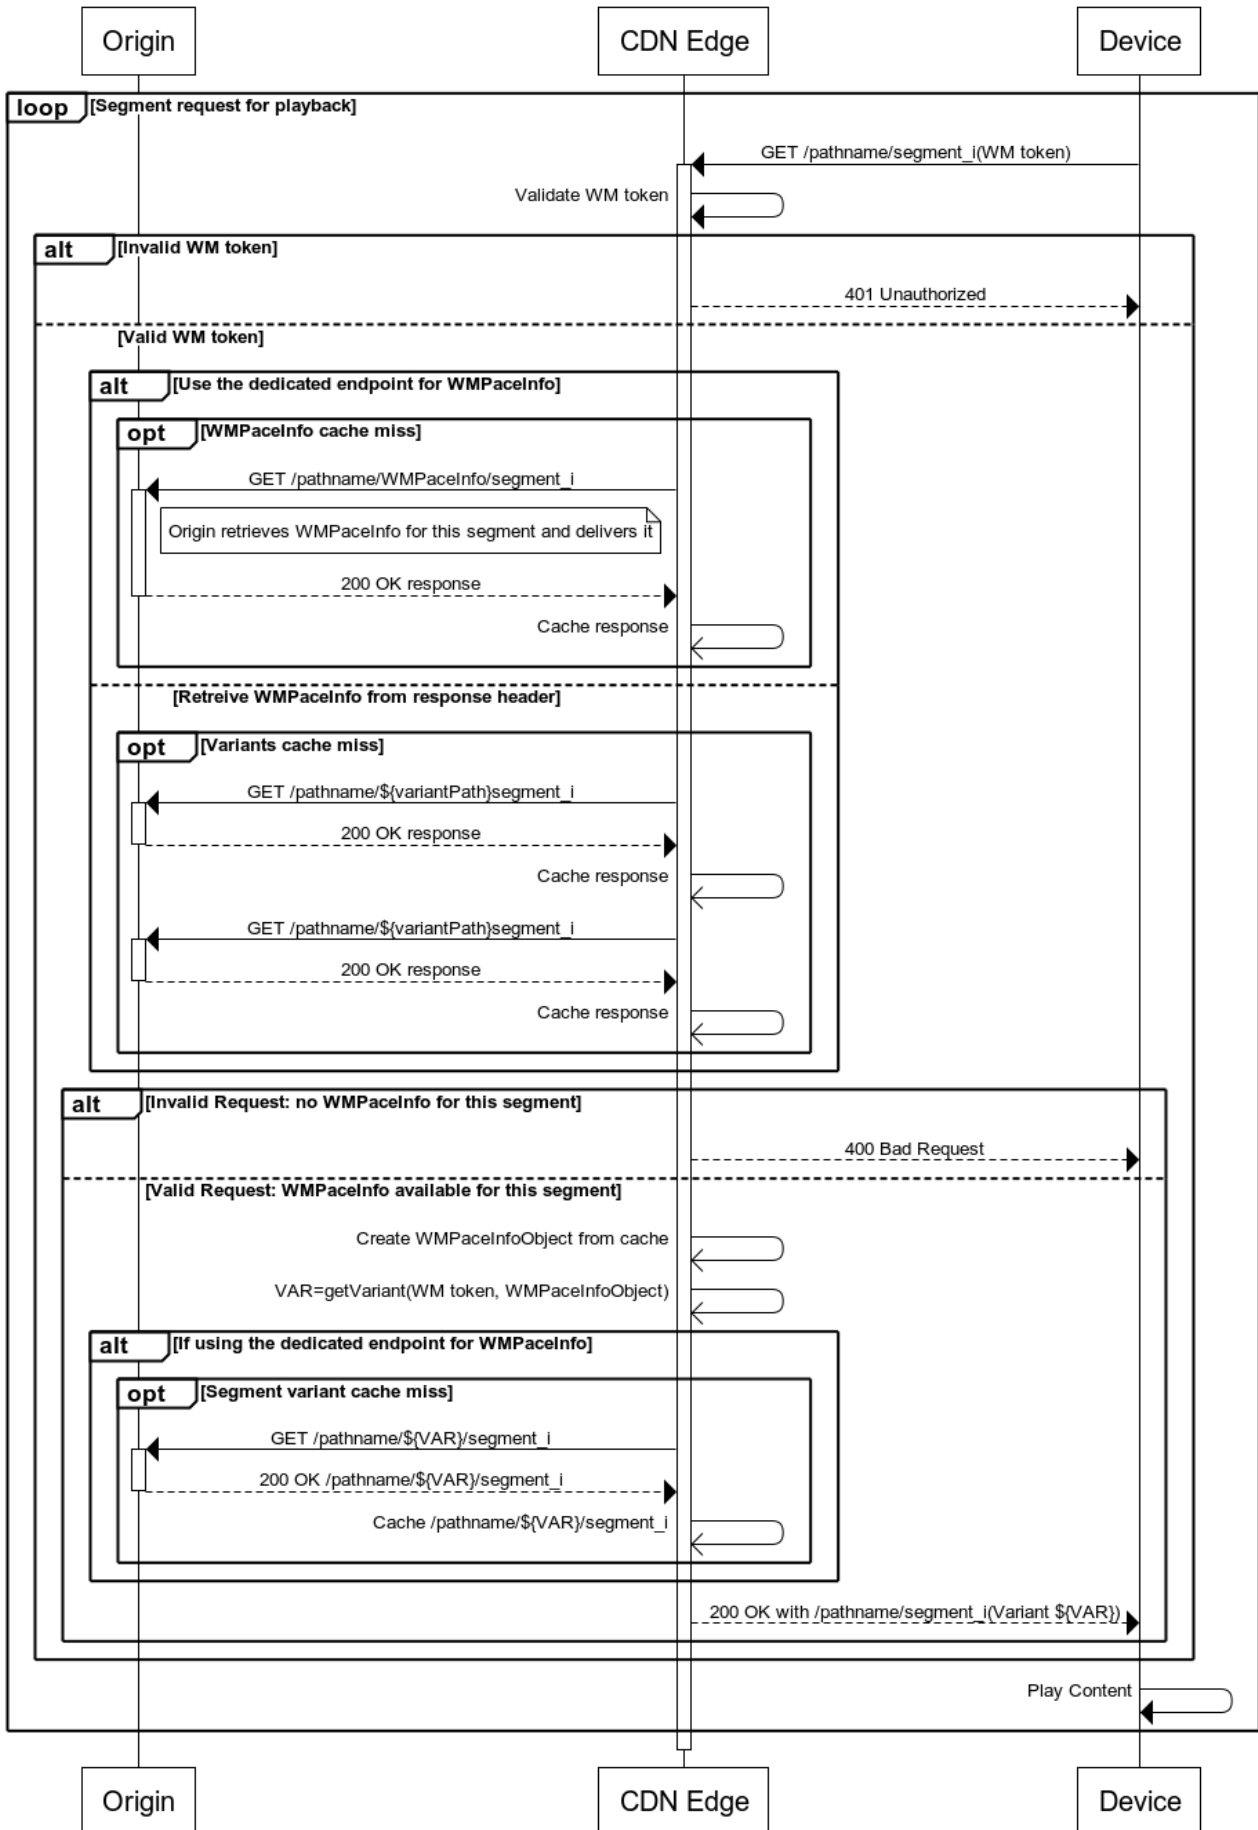 Origin CDN Edge Device
loop [Segment request for playback]
GET /pathname/segment_i(WM token)
Validate WM token
alt [Invalid WM token]
401 Unauthorized
[Valid WM token]
alt [Use the dedicated endpoint for WMPaceInfo]
opt [WMPaceInfo cache miss]
GET /pathname/WMPaceInfo/segment_i
Origin retrieves WMPaceInfo for this segment and delivers it
200 OK response
Cache response
[Retreive WMPaceInfo from response header]
opt [Variants cache miss]
GET /pathname/${variantPath}segment_i
200 OK response
Cache response
GET /pathname/${variantPath}segment_i
200 OK response
Cache response
alt [Invalid Request: no WMPaceInfo for this segment]
400 Bad Request
[Valid Request: WMPaceInfo available for this segment]
Create WMPaceInfoObject from cache
VAR=getVariant(WM token, WMPaceInfoObject)
alt [If using the dedicated endpoint for WMPaceInfo]
opt [Segment variant cache miss]
GET /pathname/${VAR}/segment_i
200 OK /pathname/${VAR}/segment_i
Cache /pathname/${VAR}/segment_i
200 OK with /pathname/segment_i(Variant ${VAR})
Play Content
Origin CDN Edge Device